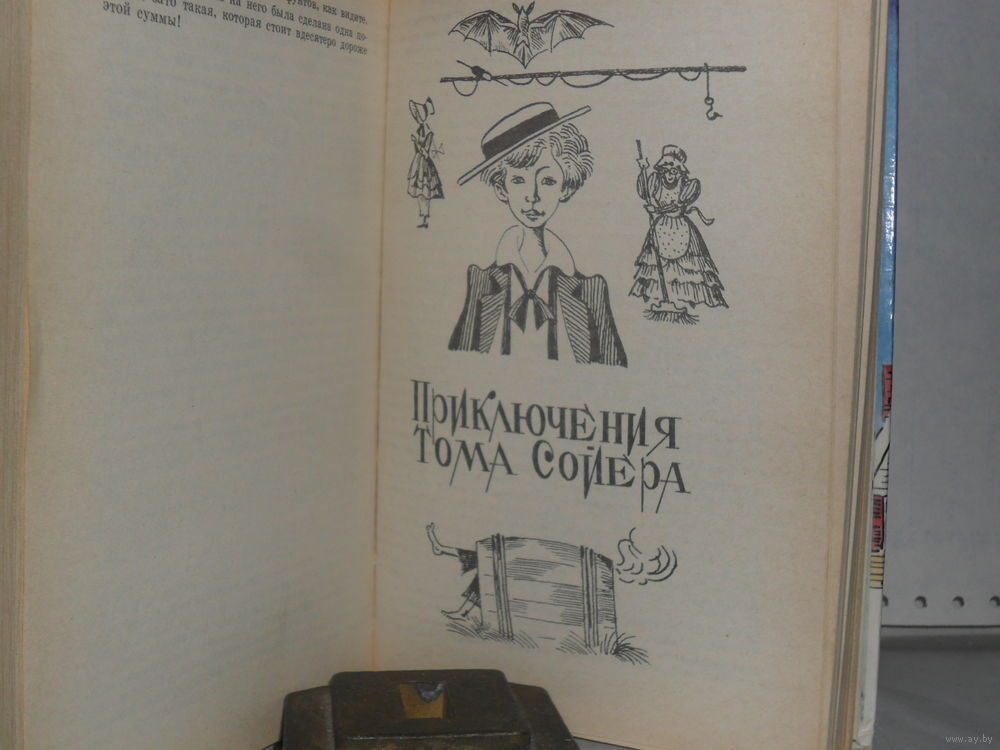 фунтов, как видите.
на него была сделана одна по-
зато такая, которая стоит вдесятеро дороже
этой суммы!
Приключения
Тома Сойера
www.ay.by